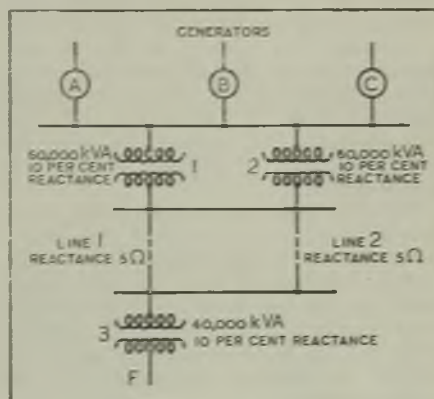 GENERATORS
A B C
60,000 kVA
10 PER CENT
REACTANCE
1
2
60,000 kVA
10 PER CENT
REACTANCE
LINE 1
REACTANCE 5Ω
LINE 2
REACTANCE 5Ω
3
40,000 kVA
10 PER CENT REACTANCE
F